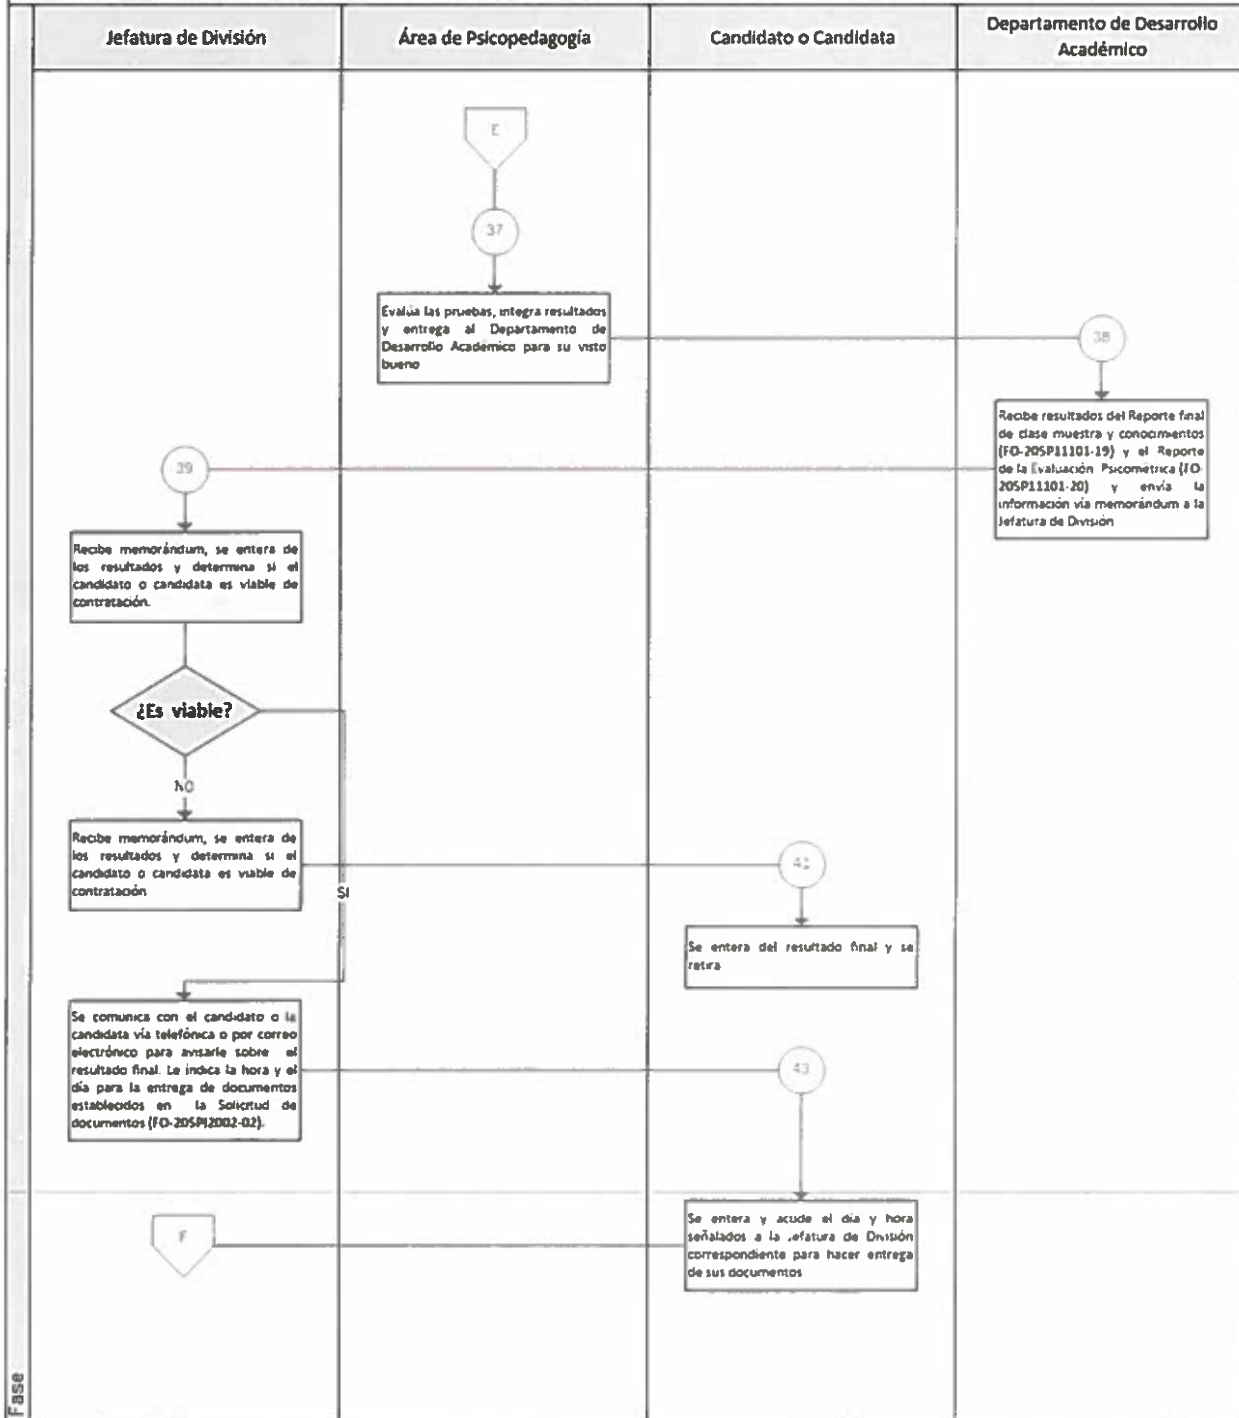 Jefatura de División
Área de Psicopedagogía
Candidato o Candidata
Departamento de Desarrollo
Académico
E
37
Evalúa las pruebas, integra resultados
y entrega al Departamento de
Desarrollo Académico para su visto
bueno
38
Recibe resultados del Reporte final
de clase muestra y conocimientos
(FO-205P11101-19) y el Reporte
de la Evaluación Psicométrica (FO-
205P11101-20) y envía la
información vía memorándum a la
Jefatura de División
39
Recibe memorándum, se entera de
los resultados y determina si el
candidato o candidata es viable de
contratación.
¿Es viable?
NO
Recibe memorándum, se entera de
los resultados y determina si el
candidato o candidata es viable de
contratación
SI
41
Se entera del resultado final y se
retira
Se comunica con el candidato o la
candidata vía telefónica o por correo
electrónico para avisarle sobre el
resultado final. Le indica la hora y el
día para la entrega de documentos
establecidos en la Solicitud de
documentos (FO-205PI2002-02).
43
Se entera y acude el día y hora
señalados a la Jefatura de División
correspondiente para hacer entrega
de sus documentos
F
Fase